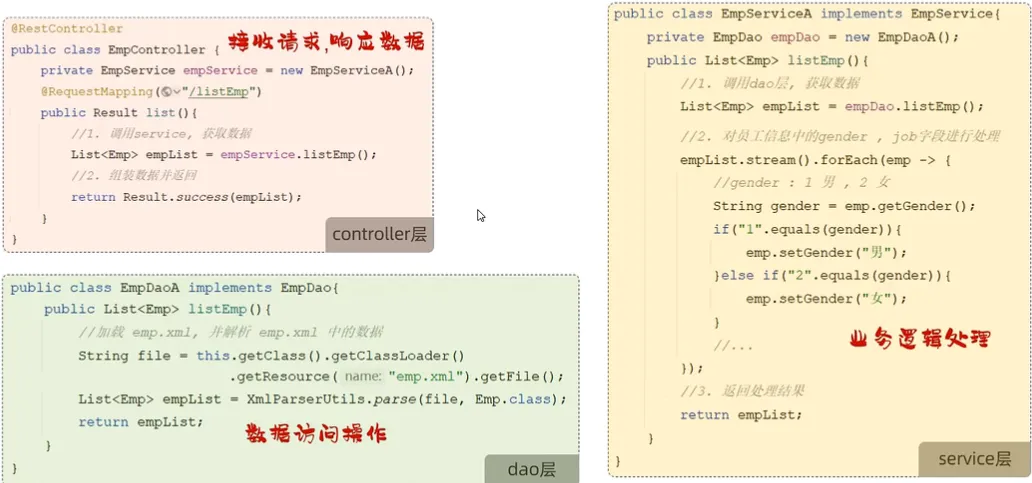 @RestController
public class EmpController {
接收请求,响应数据
private EmpService empService = new EmpServiceA();
@RequestMapping("/listEmp")
public Result list(){
//1. 调用service, 获取数据
List<Emp> empList = empService.listEmp();
//2. 组装数据并返回
return Result.success(empList);
}
}
controller层
public class EmpDaoA implements EmpDao{
public List<Emp> listEmp(){
//加载 emp.xml, 并解析 emp.xml 中的数据
String file = this.getClass().getClassLoader()
.getResource( name: "emp.xml").getFile();
List<Emp> empList = XmlParserUtils.parse(file, Emp.class);
return empList;
数据访问操作
}
}
dao层
public class EmpServiceA implements EmpService{
private EmpDao empDao = new EmpDaoA();
public List<Emp> listEmp(){
//1. 调用dao层, 获取数据
List<Emp> empList = empDao.listEmp();
//2. 对员工信息中的gender , job字段进行处理
empList.stream().forEach(emp -> {
//gender : 1 男 , 2 女
String gender = emp.getGender();
if("1".equals(gender)){
emp.setGender("男");
}else if("2".equals(gender)){
emp.setGender("女");
}
业务逻辑处理
//...
});
//3. 返回处理结果
return empList;
}
}
service层